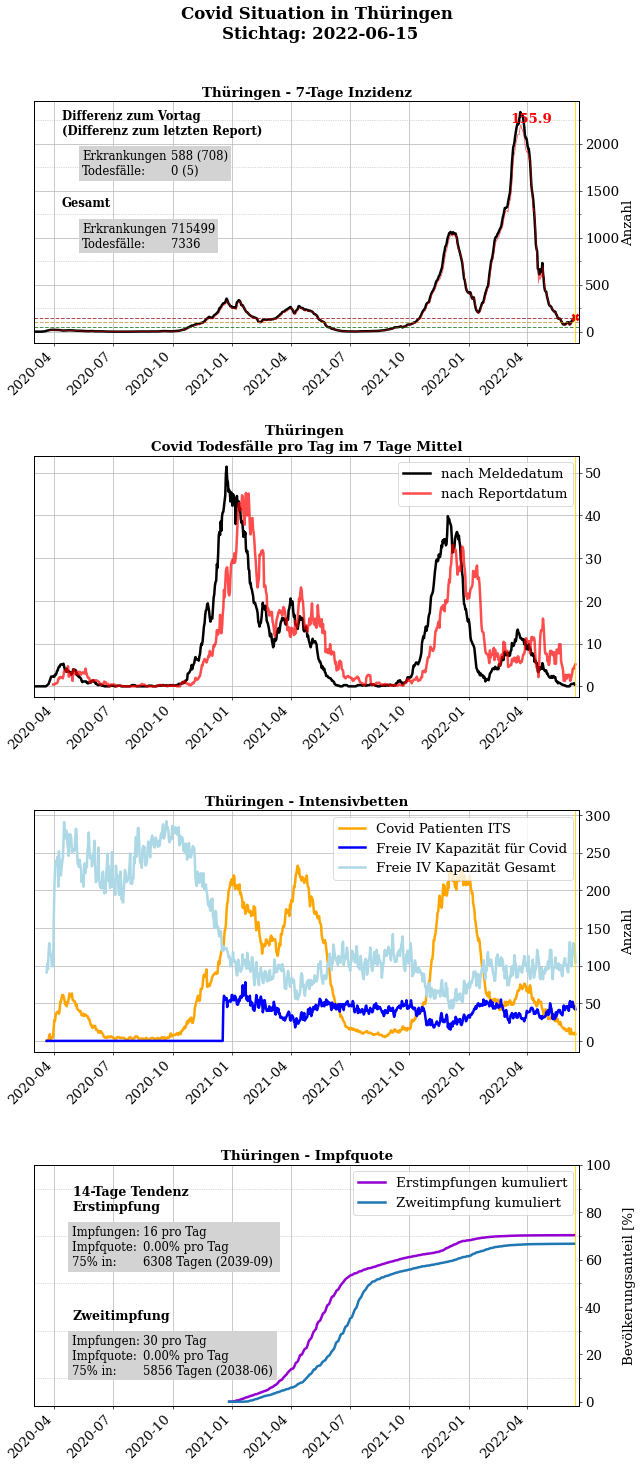 Covid Situation in Thüringen
Stichtag: 2022-06-15
Thüringen - 7-Tage Inzidenz
Differenz zum Vortag
(Differenz zum letzten Report)
Erkrankungen 588 (708)
Todesfälle: 0 (5)
Gesamt
Erkrankungen 715499
Todesfälle: 7336
155.9
2000
1500
1000
500
0
Anzahl
2020-04
2020-07
2020-10
2021-01
2021-04
2021-07
2021-10
2022-01
2022-04
Thüringen
Covid Todesfälle pro Tag im 7 Tage Mittel
nach Meldedatum
nach Reportdatum
50
40
30
20
10
0
2020-04
2020-07
2020-10
2021-01
2021-04
2021-07
2021-10
2022-01
2022-04
Thüringen - Intensivbetten
Covid Patienten ITS
Freie IV Kapazität für Covid
Freie IV Kapazität Gesamt
300
250
200
150
100
50
0
Anzahl
2020-04
2020-07
2020-10
2021-01
2021-04
2021-07
2021-10
2022-01
2022-04
Thüringen - Impfquote
14-Tage Tendenz
Erstimpfung
Impfungen: 16 pro Tag
Impfquote: 0.00% pro Tag
75% in: 6308 Tagen (2039-09)
Zweitimpfung
Impfungen: 30 pro Tag
Impfquote: 0.00% pro Tag
75% in: 5856 Tagen (2038-06)
Erstimpfungen kumuliert
Zweitimpfung kumuliert
100
80
60
40
20
0
Bevölkerungsanteil [%]
2020-04
2020-07
2020-10
2021-01
2021-04
2021-07
2021-10
2022-01
2022-04